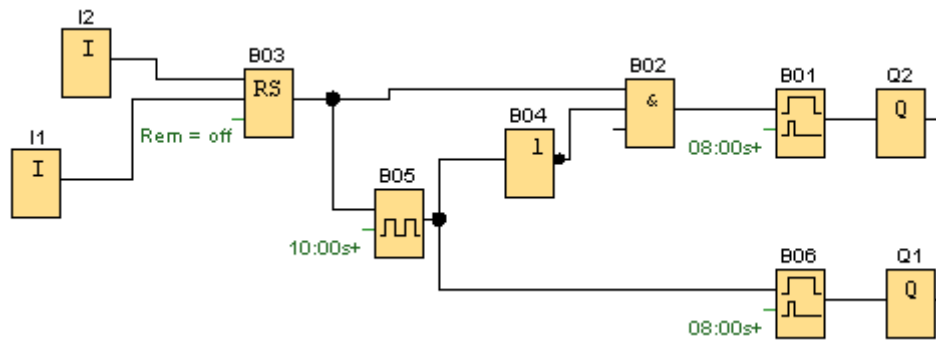 I2
I
B03
RS
Rem = off
I1
I
B05
10:00s+
B04
1
B02
&
B01
08:00s+
Q2
Q
B06
08:00s+
Q1
Q